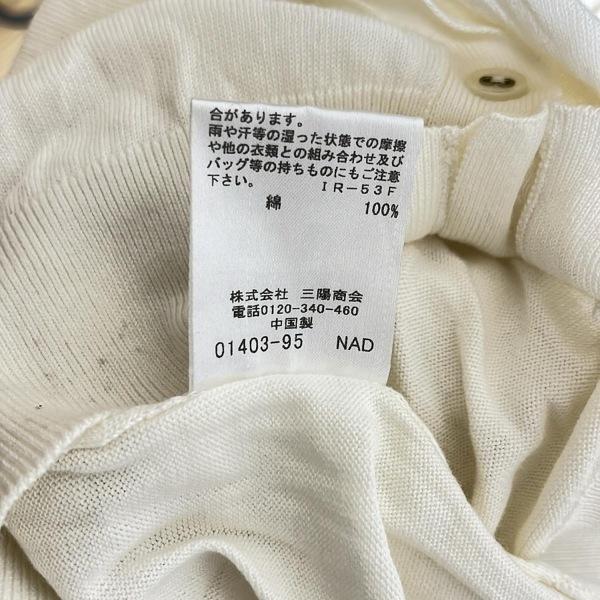 合があります。
雨や汗等の湿った状態での摩擦
や他の衣類との組み合わせ及び
バッグ等の持ちものにもご注意
下さい。 IR-53F
綿 100%
株式会社 三陽商会
電話0120-340-460
中国製
01403-95 NAD